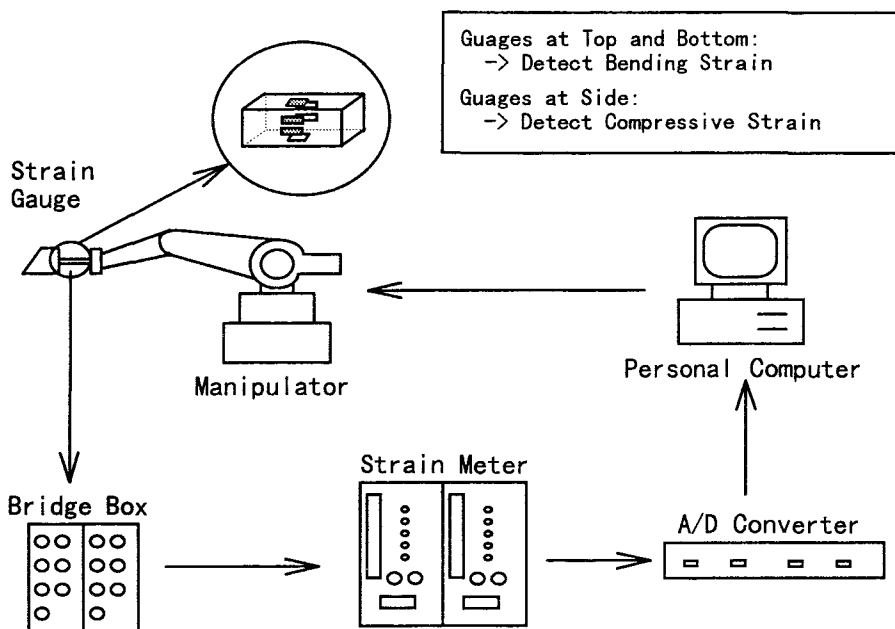 Guages at Top and Bottom:
-> Detect Bending Strain
Guages at Side:
-> Detect Compressive Strain
Strain
Gauge
Manipulator
Personal Computer
Strain Meter
Bridge Box
A/D Converter